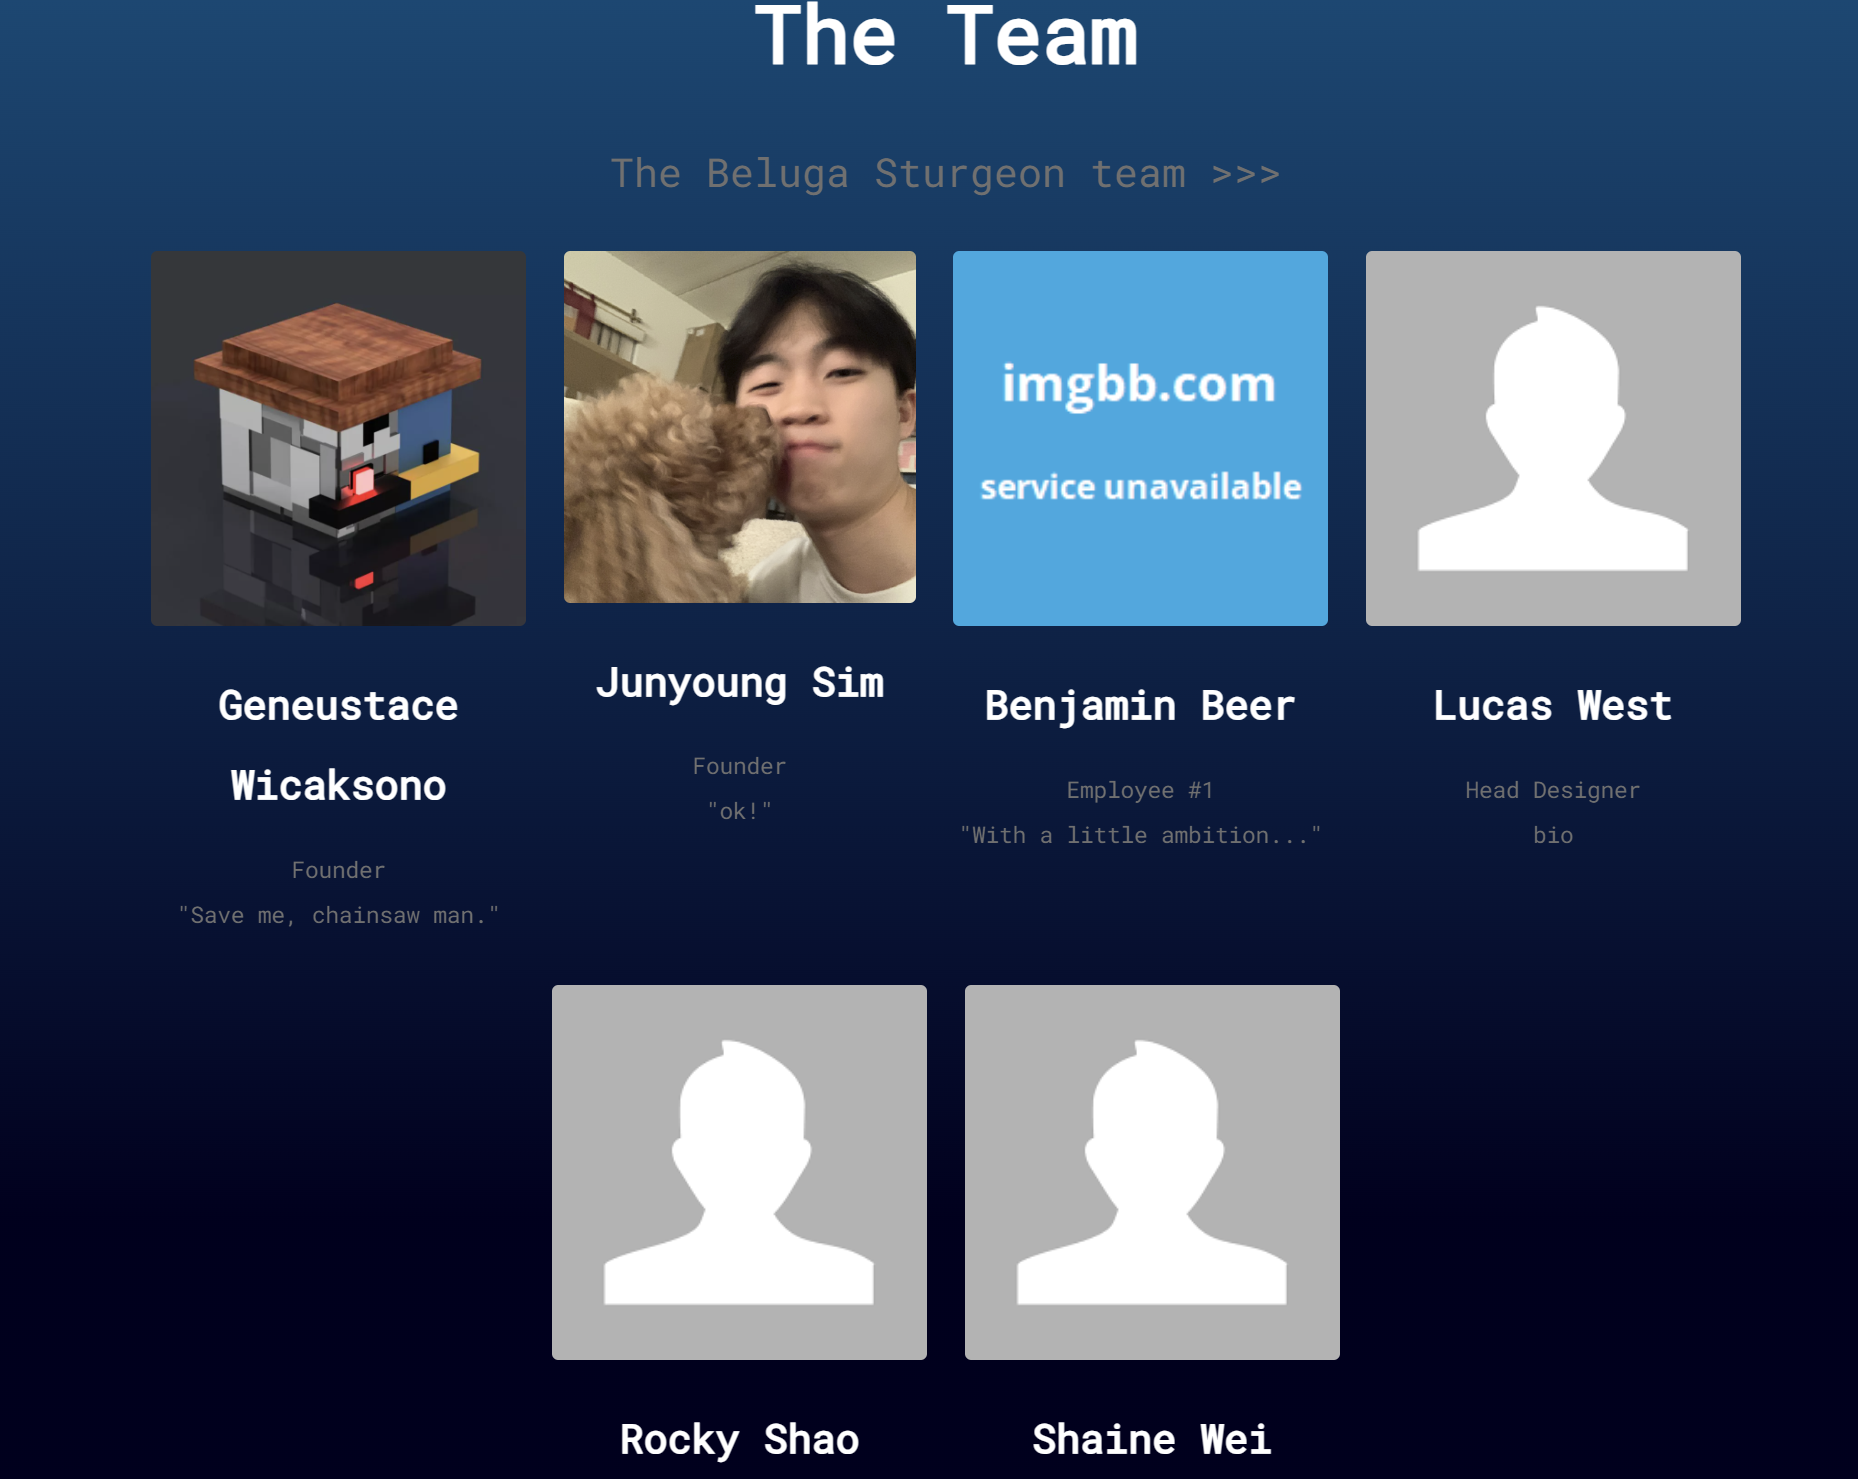 The Team
The Beluga Sturgeon team >>>
imgbb.com
service unavailable
Geneustace
Wicaksono
Founder
"Save me, chainsaw man."
Junyoung Sim
Founder
"ok!"
Benjamin Beer
Employee #1
"With a little ambition..."
Lucas West
Head Designer
bio
Rocky Shao
Shaine Wei